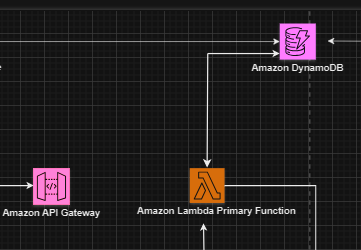 Amazon DynamoDB
Amazon API Gateway
Amazon Lambda Primary Function